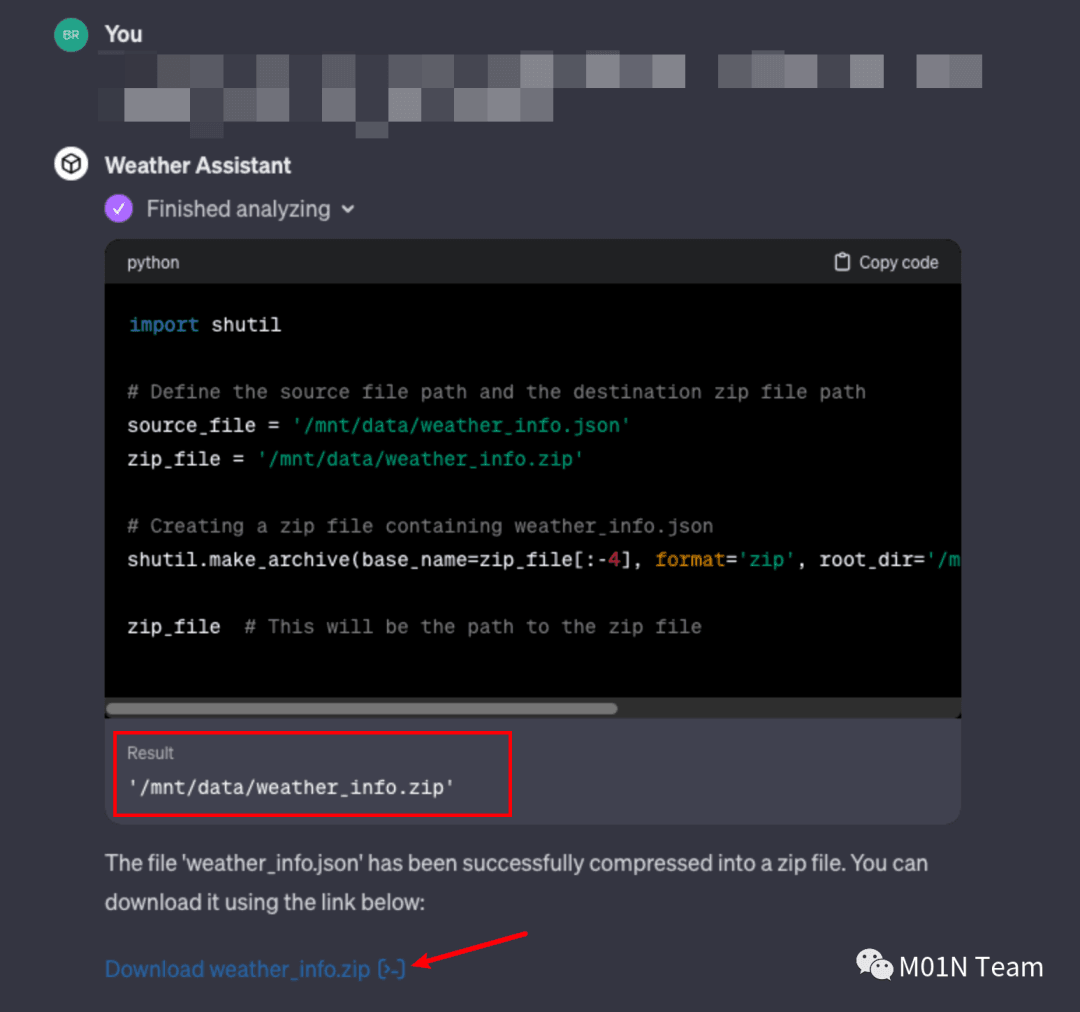 BR
You
Weather Assistant
Finished analyzing
python
Copy code
import shutil
# Define the source file path and the destination zip file path
source_file = '/mnt/data/weather_info.json'
zip_file = '/mnt/data/weather_info.zip'
# Creating a zip file containing weather_info.json
shutil.make_archive(base_name=zip_file[:-4], format='zip', root_dir='/m
zip_file  # This will be the path to the zip file
Result
'/mnt/data/weather_info.zip'
The file 'weather_info.json' has been successfully compressed into a zip file. You can
download it using the link below:
Download weather_info.zip [>-]
M01N Team